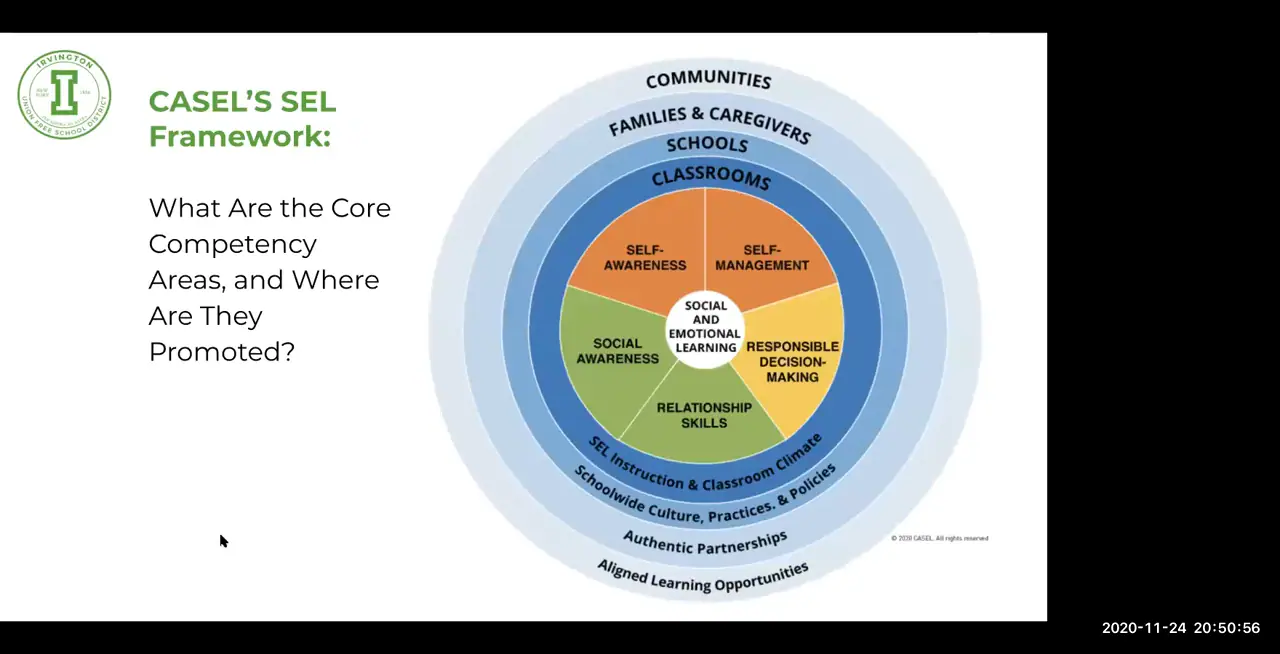 IRVINGTON
UNION FREE SCHOOL DISTRICT
I
CASEL'S SEL
Framework:
What Are the Core
Competency
Areas, and Where
Are They
Promoted?
COMMUNITIES
FAMILIES & CAREGIVERS
SCHOOLS
CLASSROOMS
SELF-
AWARENESS
SELF-
MANAGEMENT
SOCIAL
AND
EMOTIONAL
LEARNING
SOCIAL
AWARENESS
RESPONSIBLE
DECISION-
MAKING
RELATIONSHIP
SKILLS
SEL Instruction & Classroom Climate
Schoolwide Culture, Practices. & Policies
Authentic Partnerships
Aligned Learning Opportunities
© 2020 CASEL. All rights reserved
2020-11-24 20:50:56